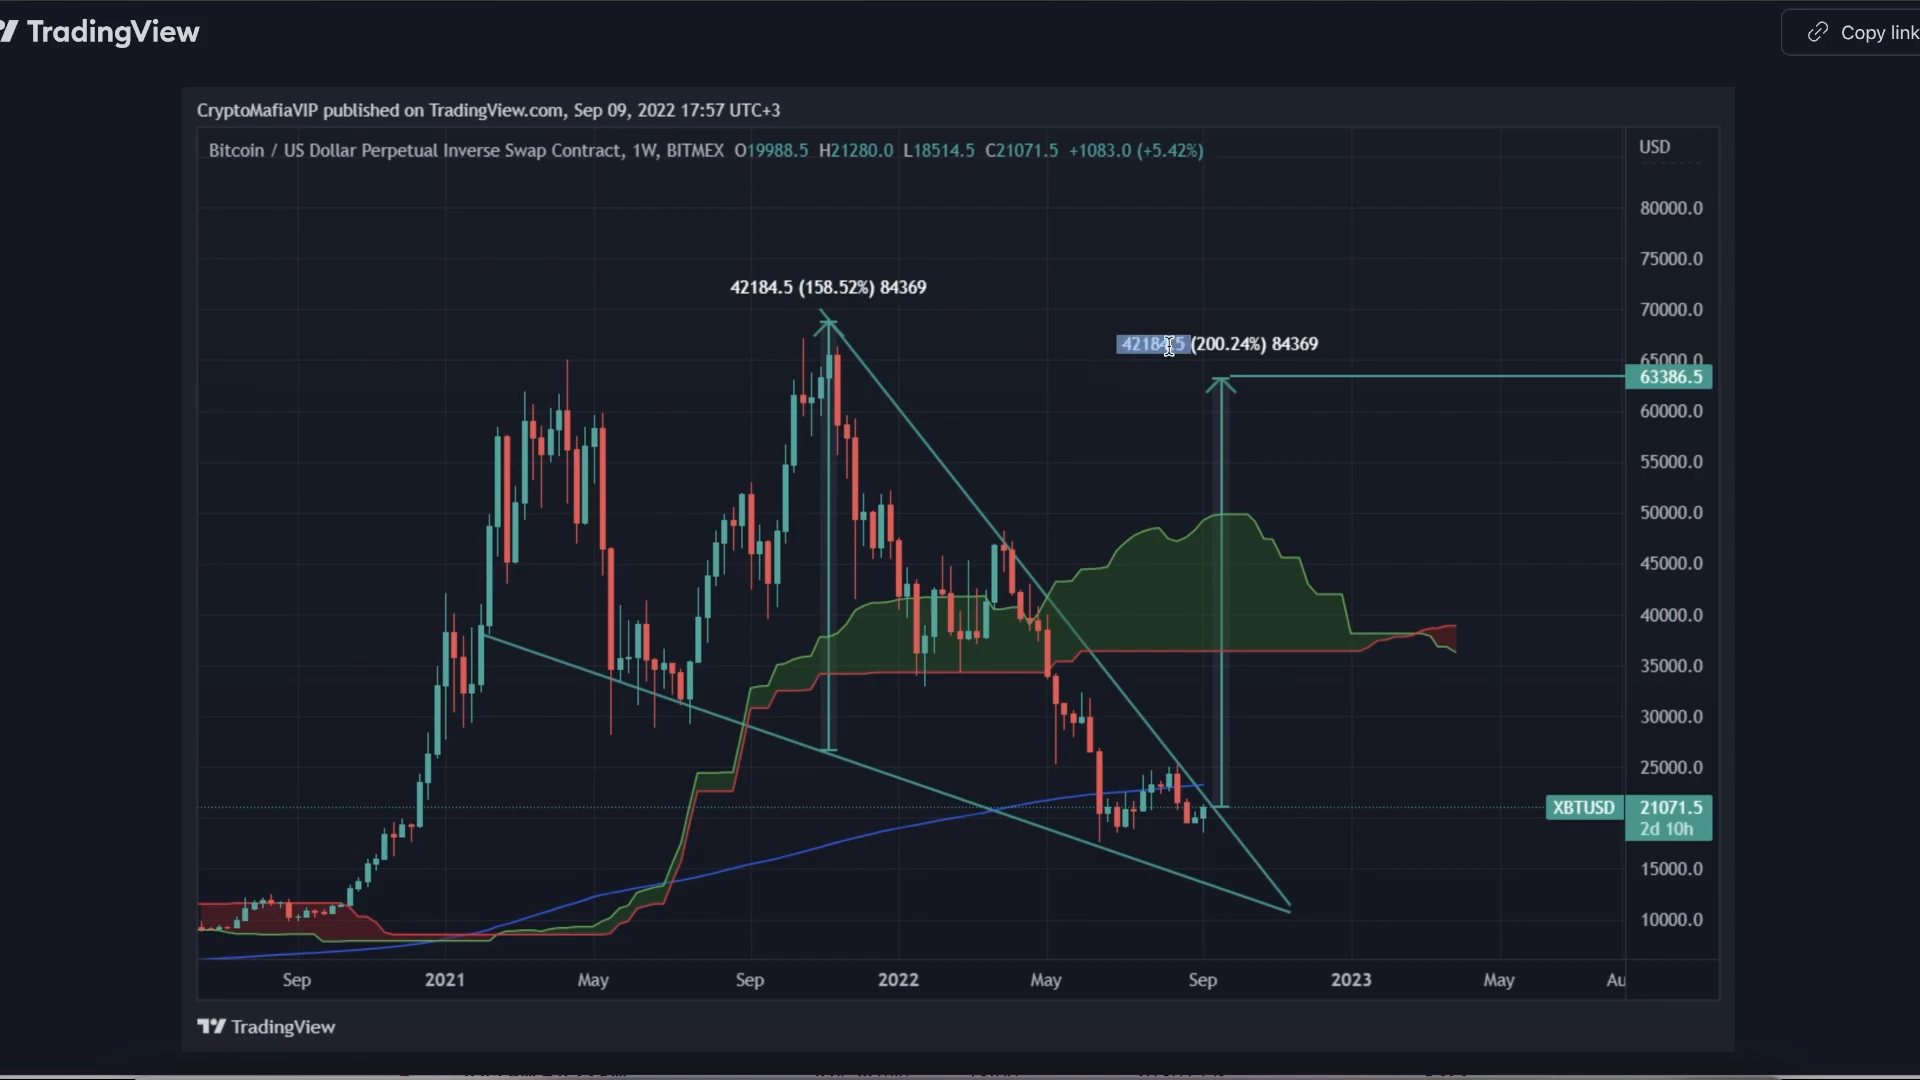 TradingView
Copy link
CryptoMafiaVIP published on TradingView.com, Sep 09, 2022 17:57 UTC+3
Bitcoin / US Dollar Perpetual Inverse Swap Contract, 1W, BITMEX O19988.5 H21280.0 L18514.5 C21071.5 +1083.0 (+5.42%)
USD
80000.0
75000.0
42184.5 (158.52%) 84369
70000.0
42184.5 (200.24%) 84369
65000.0
63386.5
60000.0
55000.0
50000.0
45000.0
40000.0
35000.0
30000.0
25000.0
XBTUSD 21071.5
2d 10h
15000.0
10000.0
Sep 2021 May Sep 2022 May Sep 2023 May Au
TradingView